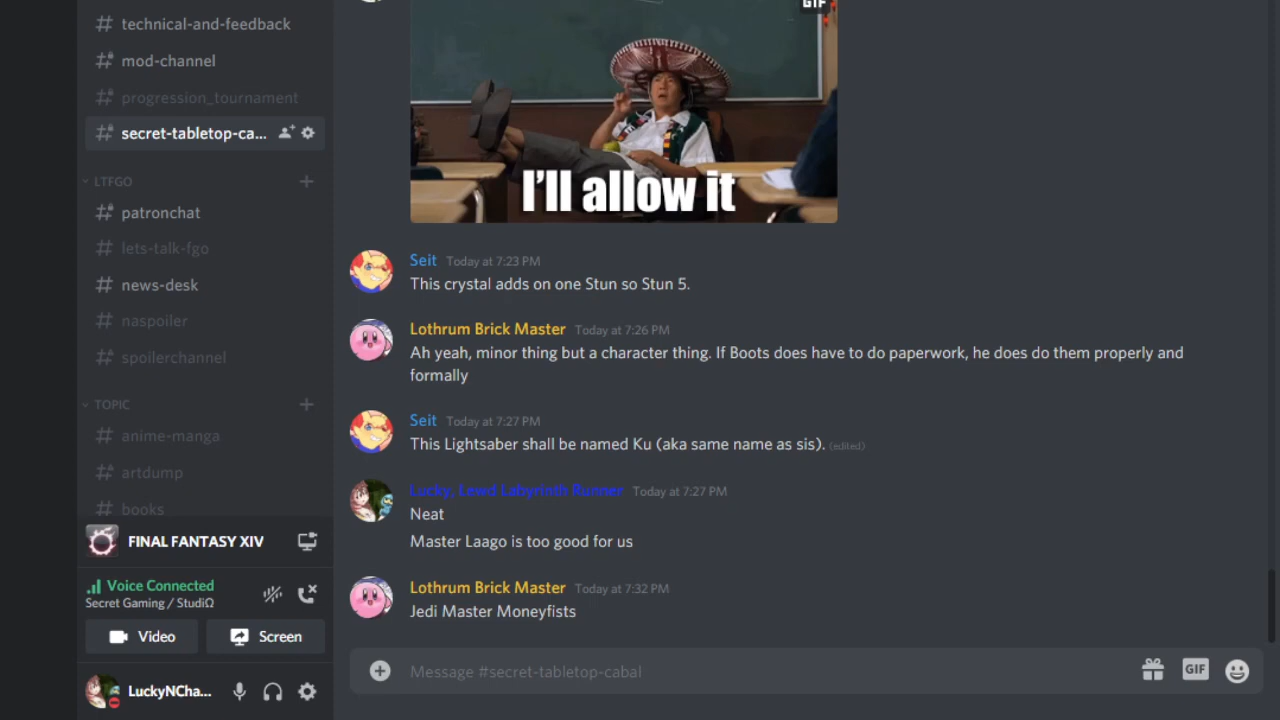 technical-and-feedback
mod-channel
progression_tournament
secret-tabletop-ca...
LTFGO
patronchat
lets-talk-fgo
news-desk
naspoiler
spoilerchannel
TOPIC
anime-manga
artdump
books
FINAL FANTASY XIV
Voice Connected
Secret Gaming / StudiΩ
Video
Screen
LuckyNCha...
GIF
I'll allow it
Seit Today at 7:23 PM
This crystal adds on one Stun so Stun 5.
Lothrum Brick Master Today at 7:26 PM
Ah yeah, minor thing but a character thing. If Boots does have to do paperwork, he does do them properly and
formally
Seit Today at 7:27 PM
This Lightsaber shall be named Ku (aka same name as sis). (edited)
Lucky, Lewd Labyrinth Runner Today at 7:27 PM
Neat
Master Laago is too good for us
Lothrum Brick Master Today at 7:32 PM
Jedi Master Moneyfists
Message #secret-tabletop-cabal
GIF